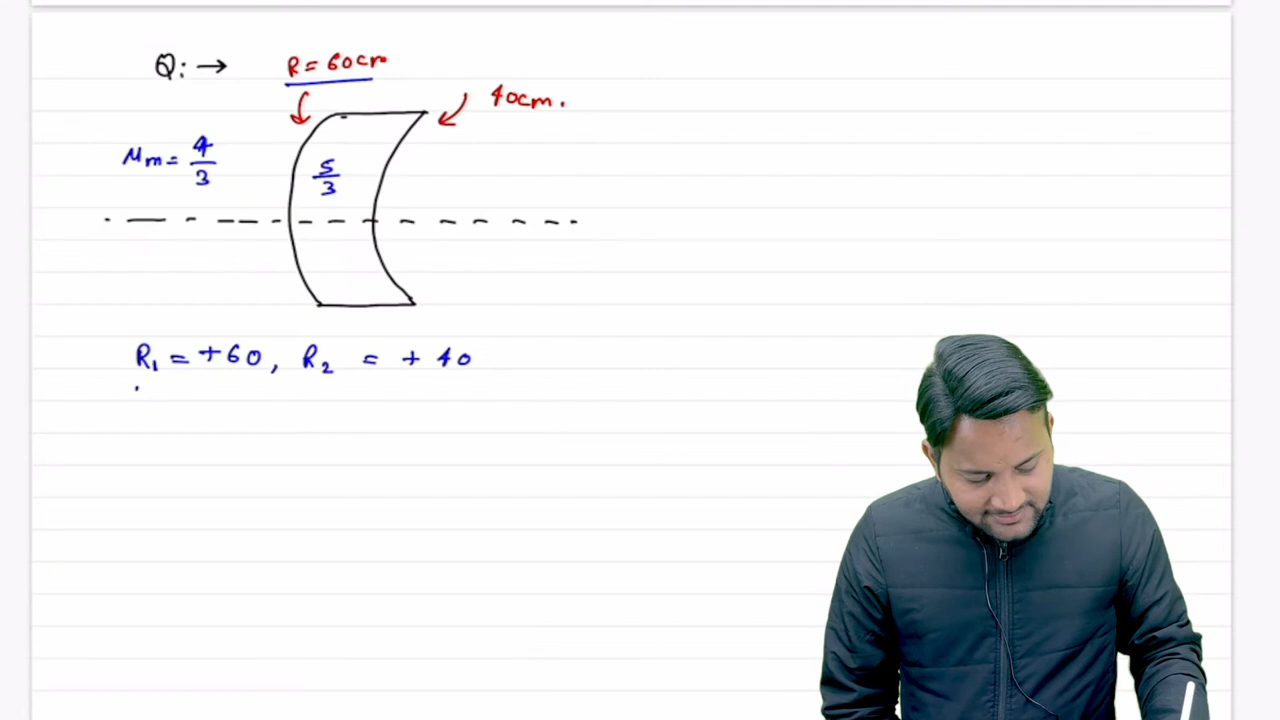 Q: → R = 60cm
40cm.
μm = 4/3
5/3
R₁ = +60, R₂ = + 40